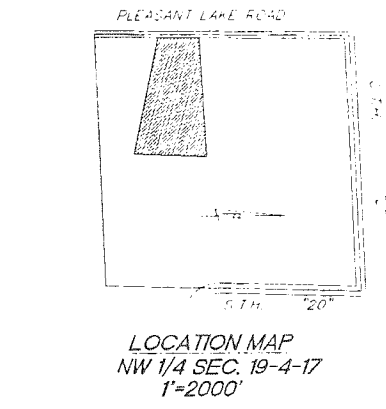 PLEASANT LAKE ROAD
S.T.H. "20"
LOCATION MAP
NW 1/4 SEC. 19-4-17
1"=2000'